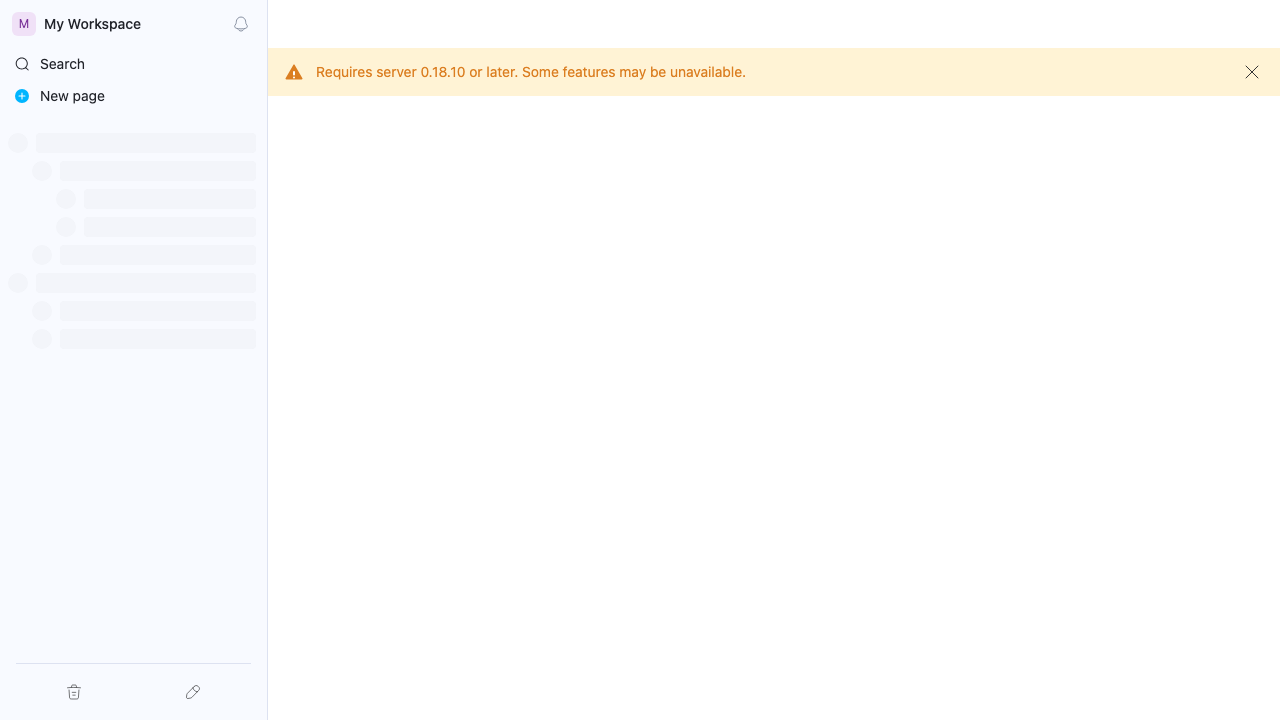 M My Workspace
Search
New page
Requires server 0.18.10 or later. Some features may be unavailable.